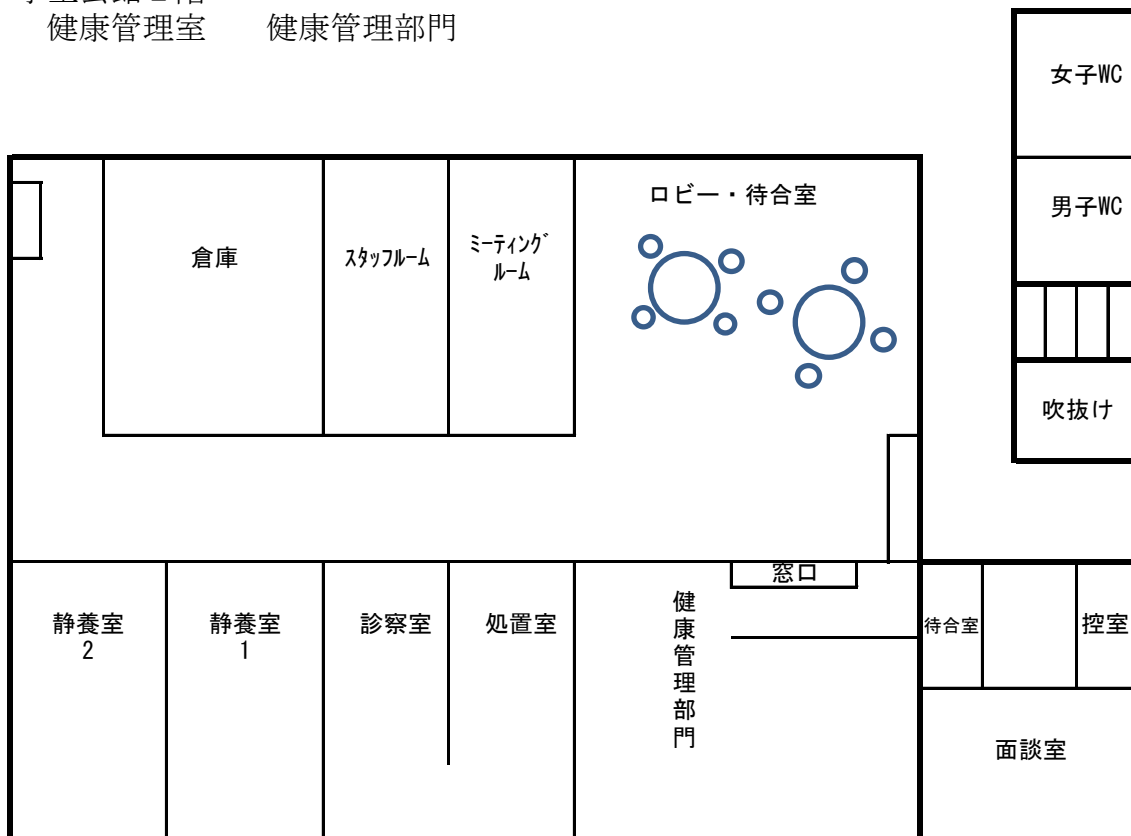 健康管理室　　健康管理部門
女子WC
男子WC
ロビー・待合室
倉庫
ｽﾀｯﾌﾙｰﾑ
ﾐｰﾃｨﾝｸﾞ
ﾙｰﾑ
吹抜け
窓口
静養室
2
静養室
1
診察室
処置室
健康管理部門
待合室
控室
面談室